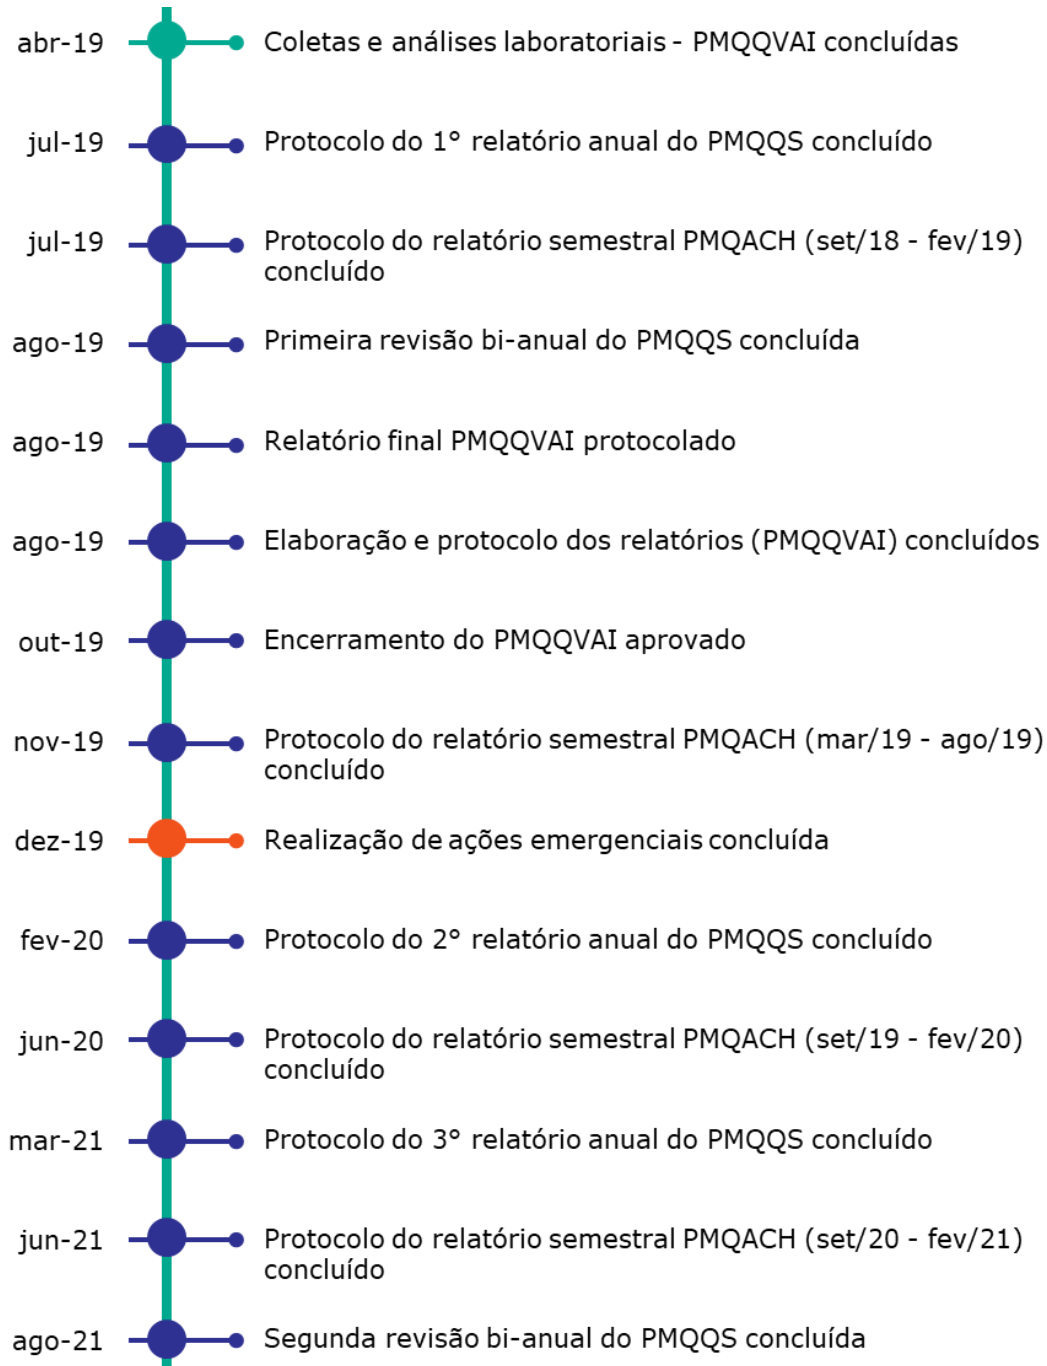 abr-19 Coletas e análises laboratoriais - PMQQVAI concluídas
jul-19 Protocolo do 1° relatório anual do PMQQS concluído
jul-19 Protocolo do relatório semestral PMQACH (set/18 - fev/19)
concluído
ago-19 Primeira revisão bi-anual do PMQQS concluída
ago-19 Relatório final PMQQVAI protocolado
ago-19 Elaboração e protocolo dos relatórios (PMQQVAI) concluídos
out-19 Encerramento do PMQQVAI aprovado
nov-19 Protocolo do relatório semestral PMQACH (mar/19 - ago/19)
concluído
dez-19 Realização de ações emergenciais concluída
fev-20 Protocolo do 2° relatório anual do PMQQS concluído
jun-20 Protocolo do relatório semestral PMQACH (set/19 - fev/20)
concluído
mar-21 Protocolo do 3° relatório anual do PMQQS concluído
jun-21 Protocolo do relatório semestral PMQACH (set/20 - fev/21)
concluído
ago-21 Segunda revisão bi-anual do PMQQS concluída